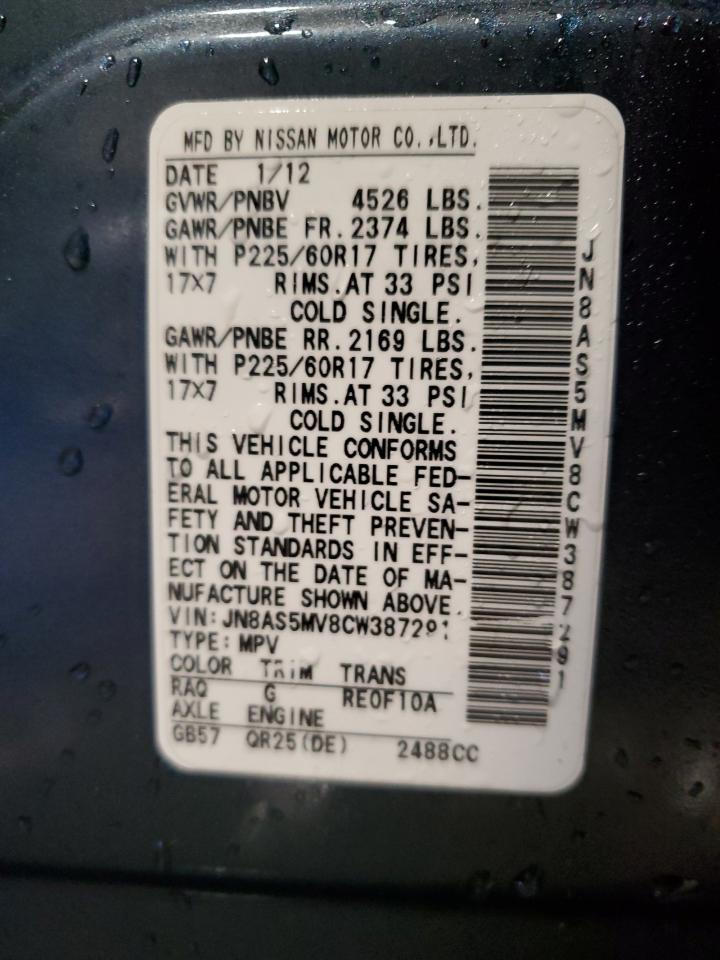 MFD BY NISSAN MOTOR CO.,LTD.
DATE 1/12
GVWR/PNBV 4526 LBS.
GAWR/PNBE FR. 2374 LBS.
WITH P225/60R17 TIRES,
17X7 RIMS.AT 33 PSI
COLD SINGLE.
GAWR/PNBE RR. 2169 LBS.
WITH P225/60R17 TIRES,
17X7 RIMS.AT 33 PSI
COLD SINGLE.
THIS VEHICLE CONFORMS
TO ALL APPLICABLE FED-
ERAL MOTOR VEHICLE SA-
FETY AND THEFT PREVEN-
TION STANDARDS IN EFF-
ECT ON THE DATE OF MA-
NUFACTURE SHOWN ABOVE.
VIN:JN8AS5MV8CW387291
TYPE:MPV
COLOR TRIM TRANS
RAQ G RE0F10A
AXLE ENGINE
GB57 QR25(DE) 2488CC
JN8AS5MV8CW387291